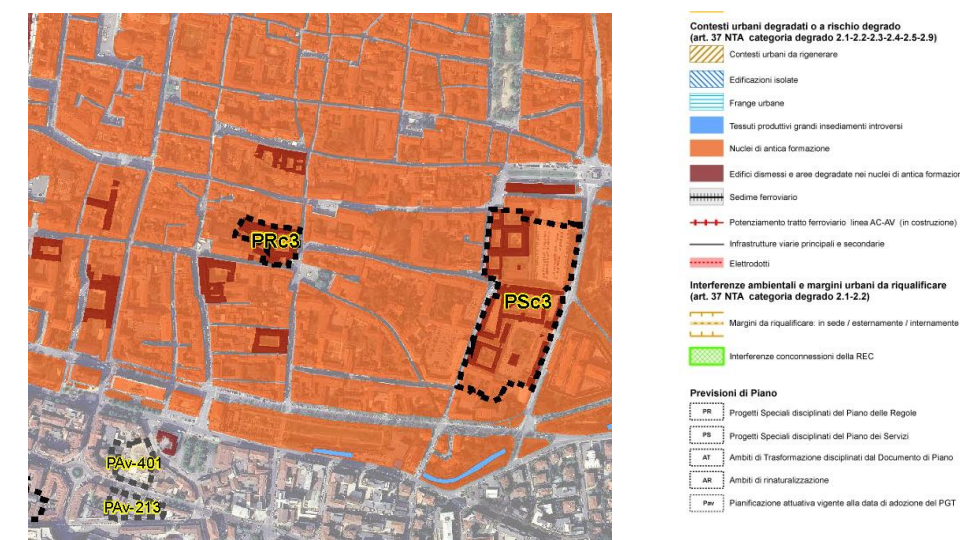 PRc3
PSc3
PAv-401
PAv-213
Contesti urbani degradati o a rischio degrado
(art. 37 NTA categoria degrado 2.1-2.2-2.3-2.4-2.5-2.9)
Contesti urbani da rigenerare
Edificazioni isolate
Frange urbane
Tessuti produttivi grandi insediamenti introversi
Nuclei di antica formazione
Edifici dismessi e aree degradate nei nuclei di antica formazion
Sedime ferroviario
Potenziamento tratto ferroviario linea AC-AV (in costruzione)
Infrastrutture viarie principali e secondarie
Elettrodotti
Interferenze ambientali e margini urbani da riqualificare
(art. 37 NTA categoria degrado 2.1-2.2)
Margini da riqualificare: in sede / esternamente / internamente
Interferenze conconnessioni della REC
Previsioni di Piano
PR Progetti Speciali disciplinati del Piano delle Regole
PS Progetti Speciali disciplinati del Piano dei Servizi
AT Ambiti di Trasformazione disciplinati dal Documento di Piano
AR Ambiti di rinaturalizzazione
Pav Pianificazione attuativa vigente alla data di adozione del PGT